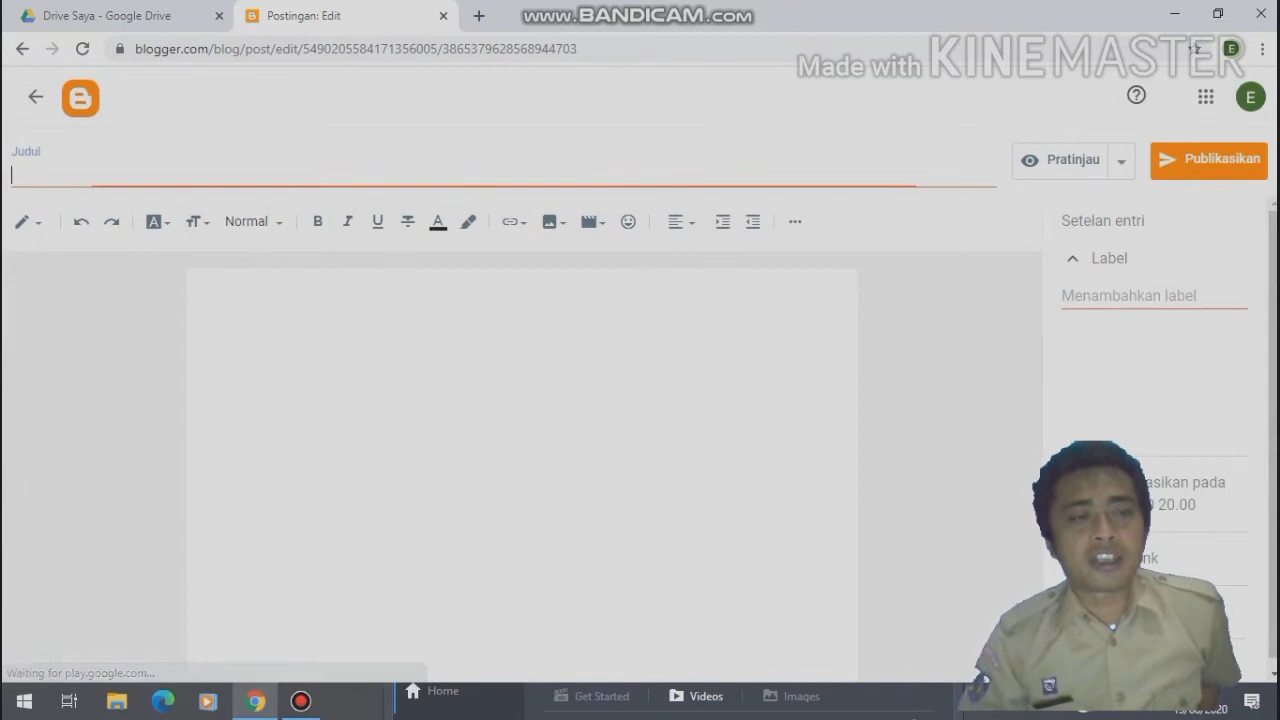 Drive Saya - Google Drive
Postingan: Edit
www.BANDICAM.com
blogger.com/blog/post/edit/5490205584171356005/3865379628568944703
E
Made with KINEMASTER
E
Judul
Pratinjau
Publikasikan
Normal
B I U A
Setelan entri
Label
Menambahkan label
asikan pada
20.00
nk
Waiting for play.google.com...
Home
Get Started
Videos
Images